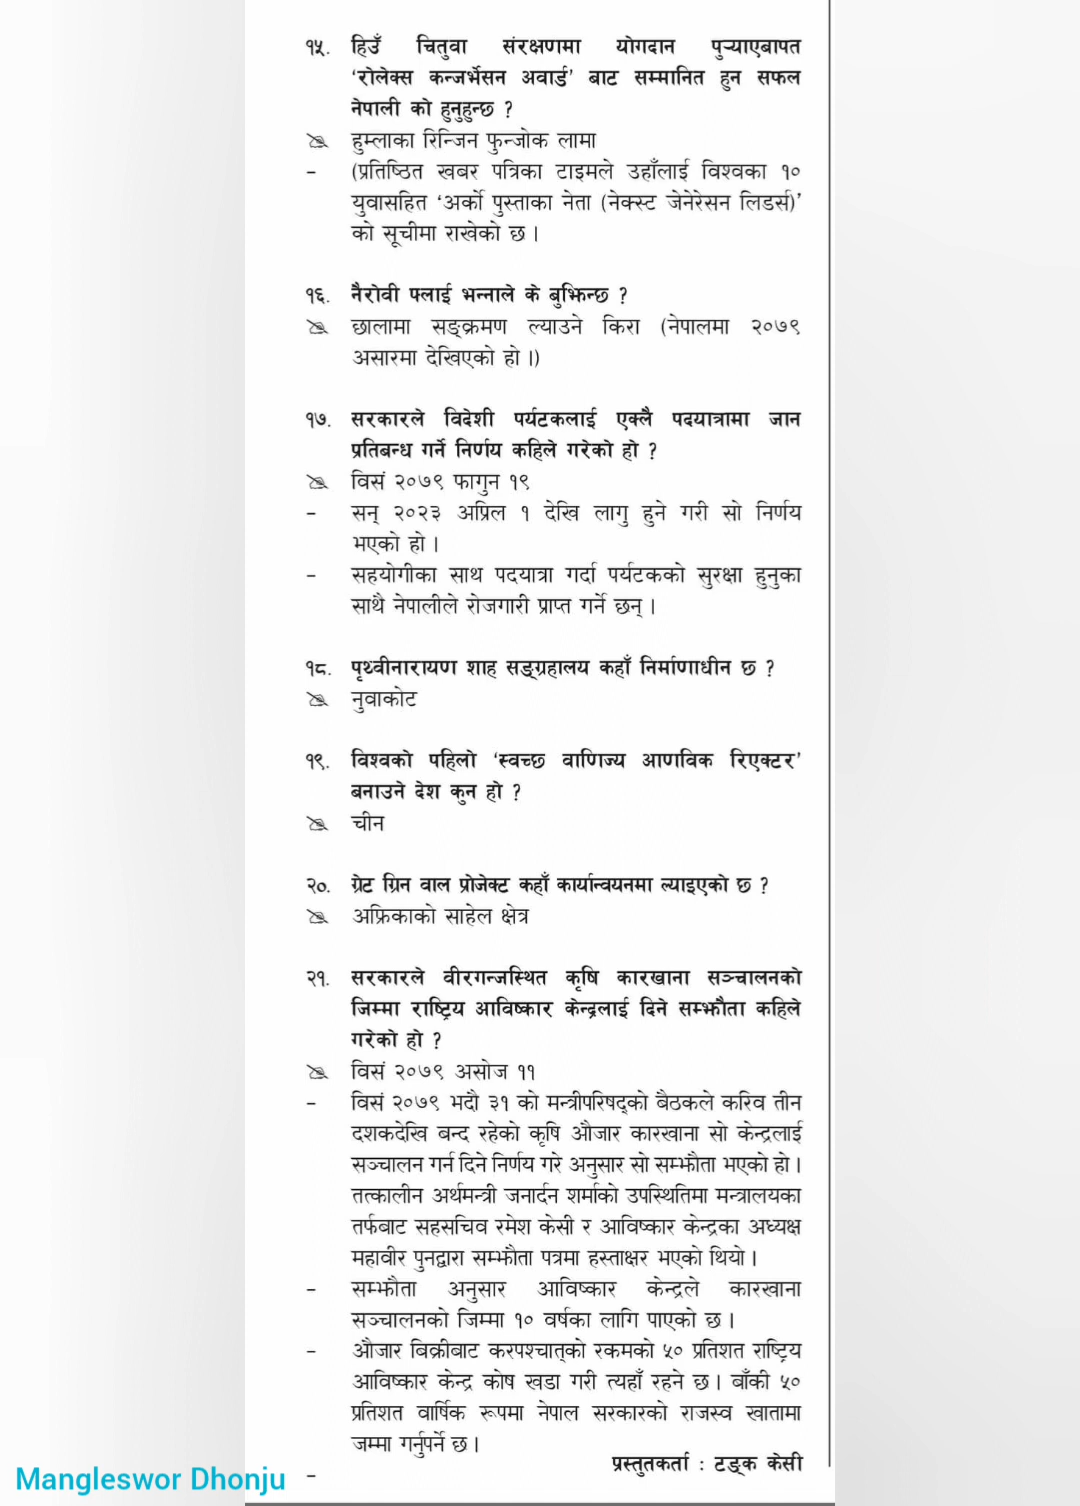 १५. हिउँ चितुवा संरक्षणमा योगदान पुऱ्याएबापत
‘रोलेक्स कन्जर्भेसन अवार्ड’ बाट सम्मानित हुन सफल
नेपाली को हुनुहुन्छ ?
हुम्लाका रिन्जिन फुन्जोक लामा
- (प्रतिष्ठित खबर पत्रिका टाइमले उहाँलाई विश्वका १०
युवासहित ‘अर्को पुस्ताका नेता (नेक्स्ट जेनेरेसन लिडर्स)’
को सूचीमा राखेको छ ।
१६. नैरोवी फ्लाई भन्नाले के बुझिन्छ ?
छालामा सङ्क्रमण ल्याउने किरा (नेपालमा २०७९
असारमा देखिएको हो ।)
१७. सरकारले विदेशी पर्यटकलाई एक्लै पदयात्रामा जान
प्रतिबन्ध गर्ने निर्णय कहिले गरेको हो ?
विसं २०७९ फागुन १९
- सन् २०२३ अप्रिल १ देखि लागु हुने गरी सो निर्णय
भएको हो ।
- सहयोगीका साथ पदयात्रा गर्दा पर्यटकको सुरक्षा हुनुका
साथै नेपालीले रोजगारी प्राप्त गर्ने छन् ।
१८. पृथ्वीनारायण शाह सङ्ग्रहालय कहाँ निर्माणाधीन छ ?
नुवाकोट
१९. विश्वको पहिलो ‘स्वच्छ वाणिज्य आणविक रिएक्टर’
बनाउने देश कुन हो ?
चीन
२०. ग्रेट ग्रिन वाल प्रोजेक्ट कहाँ कार्यान्वयनमा ल्याइएको छ ?
अफ्रिकाको साहेल क्षेत्र
२१. सरकारले वीरगन्जस्थित कृषि कारखाना सञ्चालनको
जिम्मा राष्ट्रिय आविष्कार केन्द्रलाई दिने सम्झौता कहिले
गरेको हो ?
विसं २०७९ असोज ११
- विसं २०७९ भदौ ३१ को मन्त्रीपरिषद्को बैठकले करिव तीन
दशकदेखि बन्द रहेको कृषि औजार कारखाना सो केन्द्रलाई
सञ्चालन गर्न दिने निर्णय गरे अनुसार सो सम्झौता भएको हो ।
तत्कालीन अर्थमन्त्री जनार्दन शर्माको उपस्थितिमा मन्त्रालयका
तर्फबाट सहसचिव रमेश केसी र आविष्कार केन्द्रका अध्यक्ष
महावीर पुनद्वारा सम्झौता पत्रमा हस्ताक्षर भएको थियो ।
- सम्झौता अनुसार आविष्कार केन्द्रले कारखाना
सञ्चालनको जिम्मा १० वर्षका लागि पाएको छ ।
- औजार बिक्रीबाट करपश्चात्को रकमको ५० प्रतिशत राष्ट्रिय
आविष्कार केन्द्र कोष खडा गरी त्यहाँ रहने छ । बाँकी ५०
प्रतिशत वार्षिक रूपमा नेपाल सरकारको राजस्व खातामा
जम्मा गर्नुपर्ने छ ।
प्रस्तुतकर्ता : टङ्क केसी
Mangleswor Dhonju -